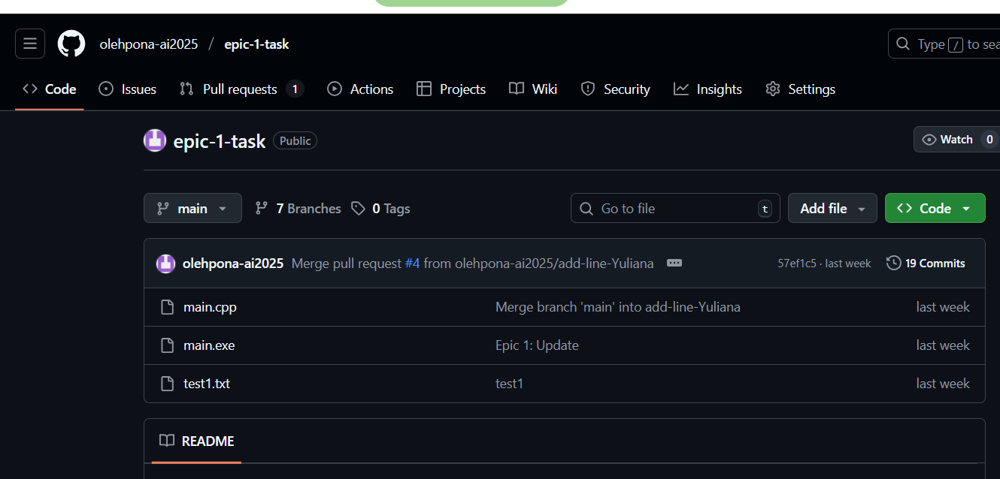 olehpona-ai2025 / epic-1-task
Type / to sea
Code Issues Pull requests 1 Actions Projects Wiki Security Insights Settings
epic-1-task Public
Watch 0
main 7 Branches 0 Tags Go to file t Add file Code
olehpona-ai2025 Merge pull request #4 from olehpona-ai2025/add-line-Yuliana 57ef1c5 · last week 19 Commits
main.cpp Merge branch 'main' into add-line-Yuliana last week
main.exe Epic 1: Update last week
test1.txt test1 last week
README